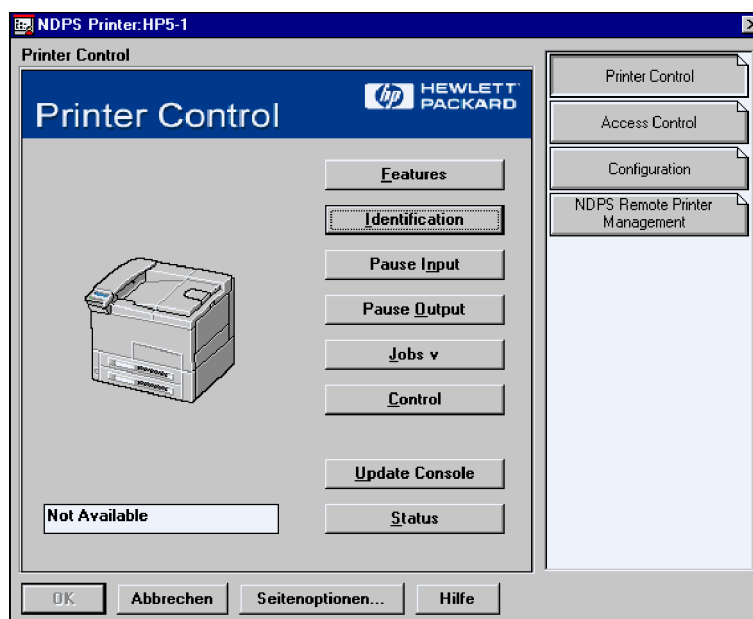 NDPS Printer:HP5-1
Printer Control
Printer Control
hp HEWLETT
PACKARD
Features
Identification
Pause Input
Pause Output
Jobs v
Control
Update Console
Status
Not Available
Printer Control
Access Control
Configuration
NDPS Remote Printer
Management
OK
Abbrechen
Seitenoptionen...
Hilfe